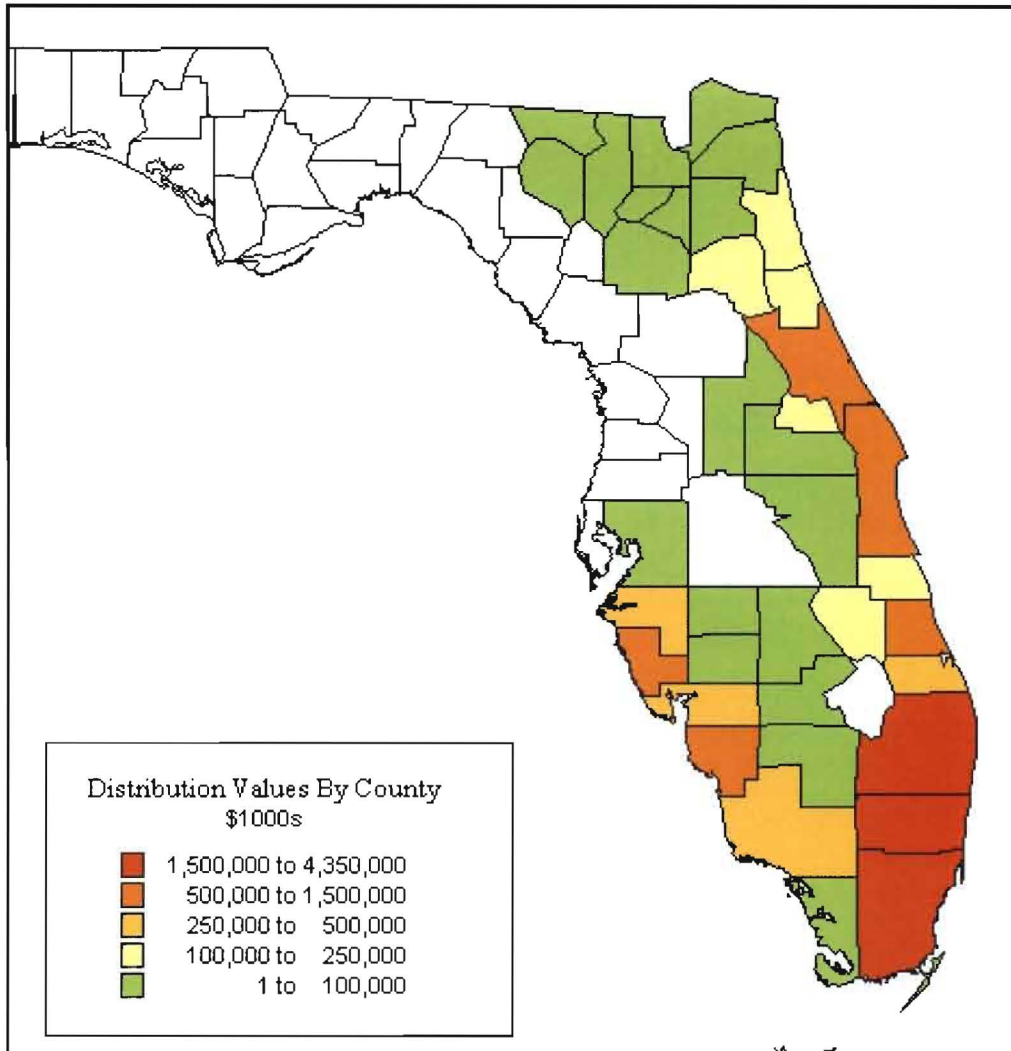 Distribution Values By County
$1000s
1,500,000 to 4,350,000
500,000 to 1,500,000
250,000 to 500,000
100,000 to 250,000
1 to 100,000